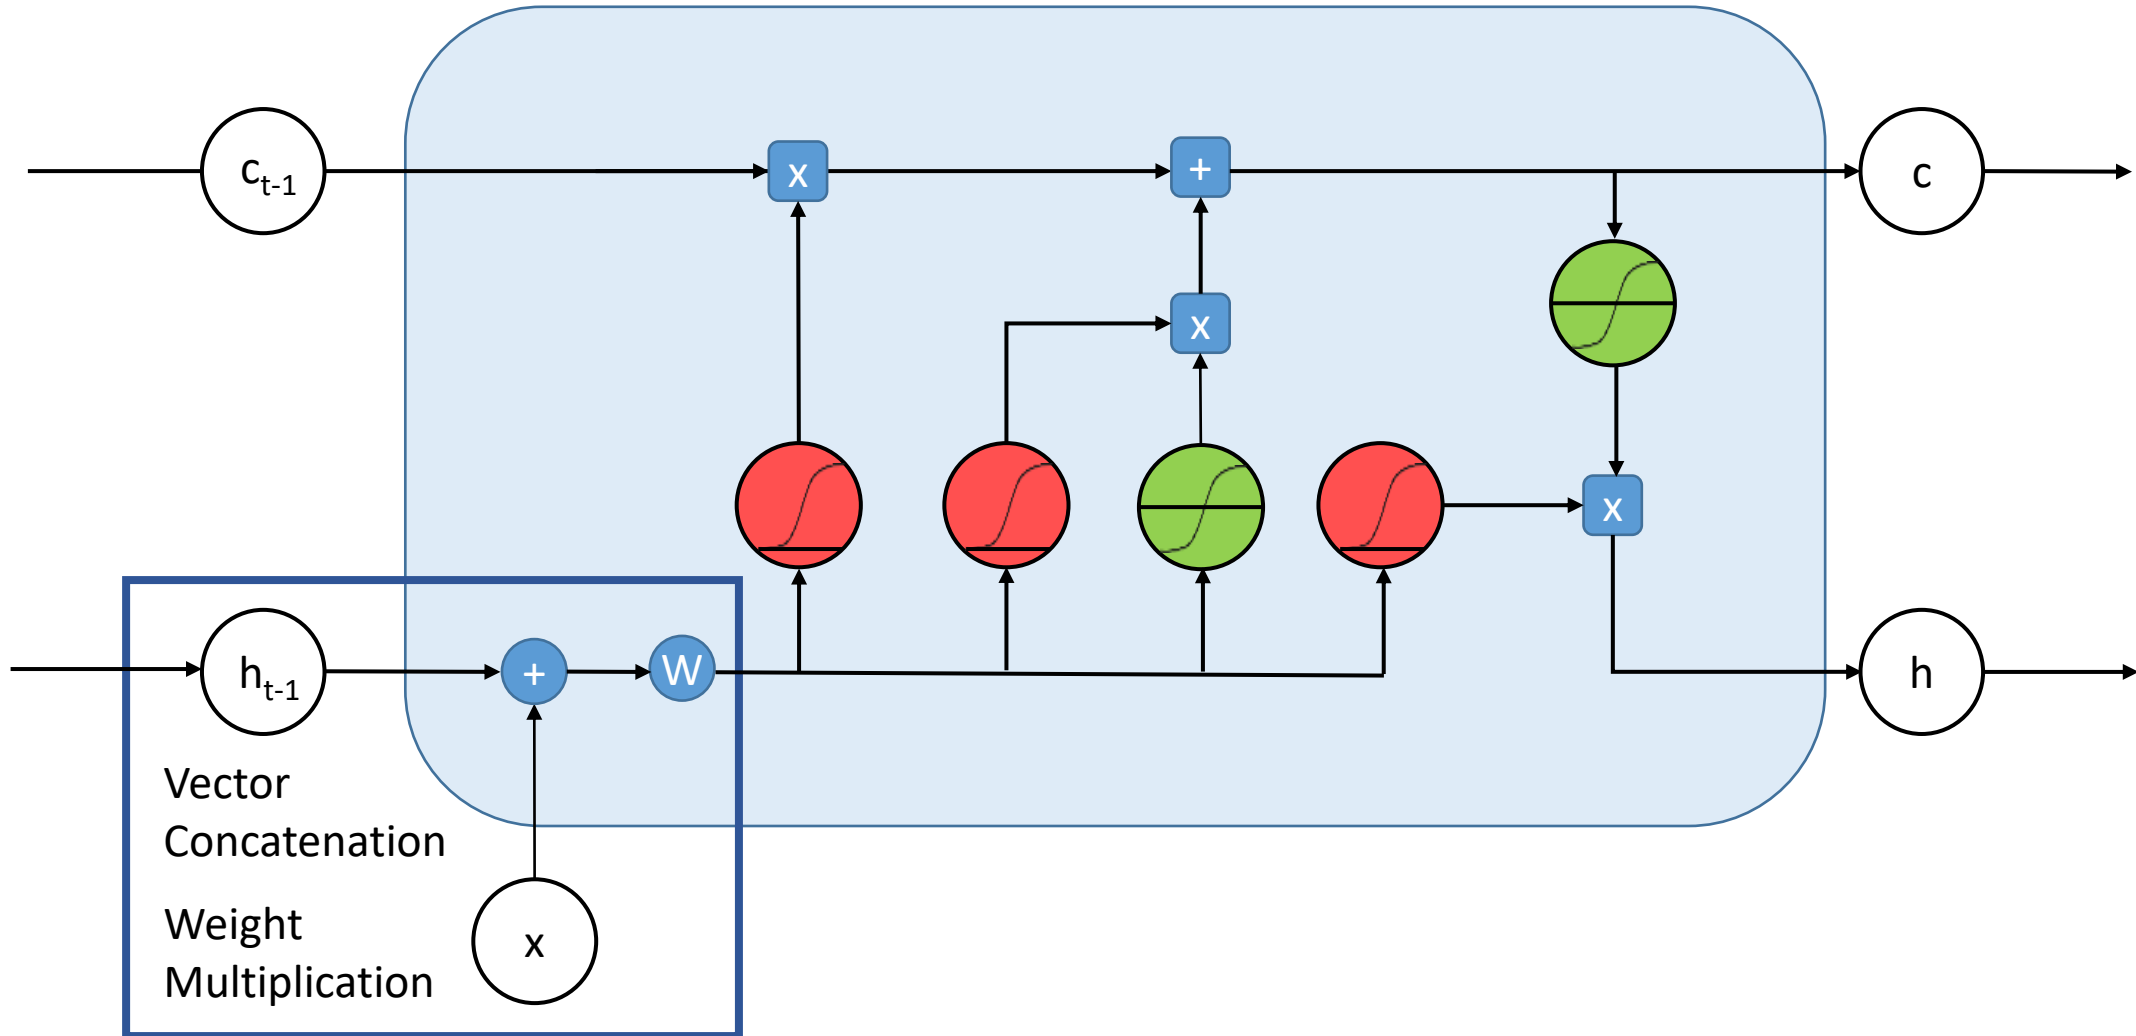 c_{t-1}
x
+
c
x
x
h_{t-1}
+
W
h
Vector
Concatenation
Weight
Multiplication
x